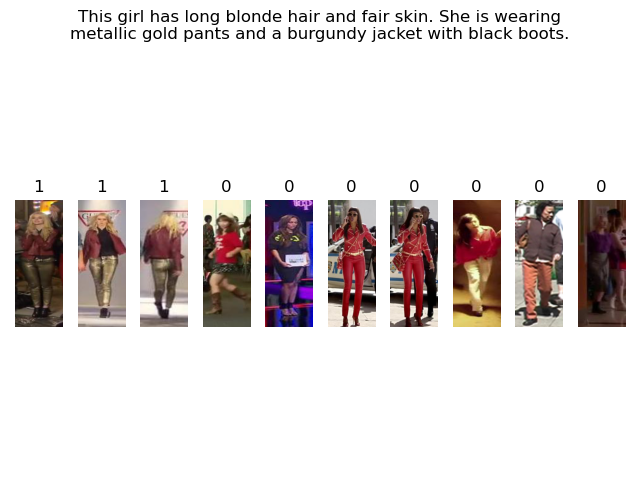 This girl has long blonde hair and fair skin. She is wearing
metallic gold pants and a burgundy jacket with black boots.
1 1 1 0 0 0 0 0 0 0